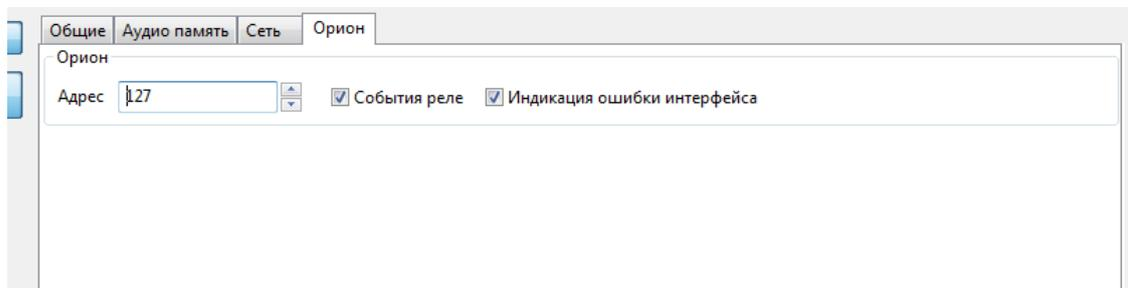 Общие Аудио память Сеть Орион
Орион
Адрес 127 События реле Индикация ошибки интерфейса